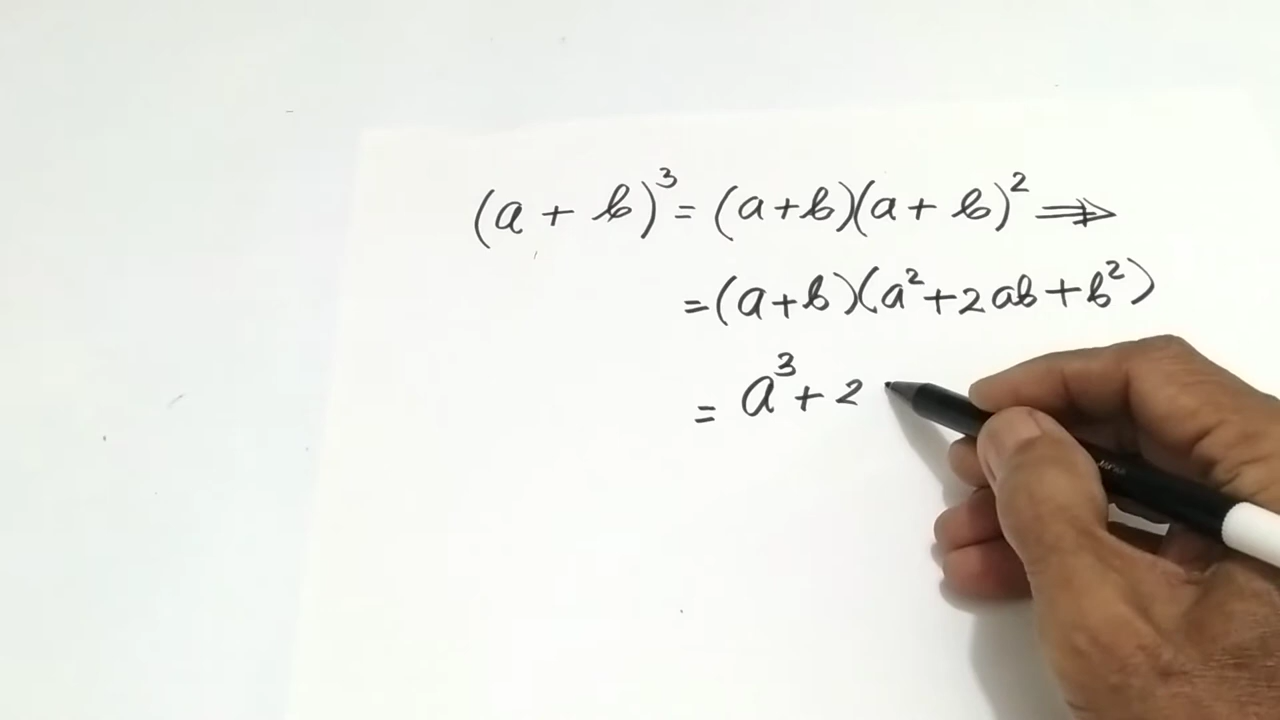 (a + b)³ = (a+b)(a + b)² ⇒
= (a+b)(a²+2ab+b²)
= a³+ 2